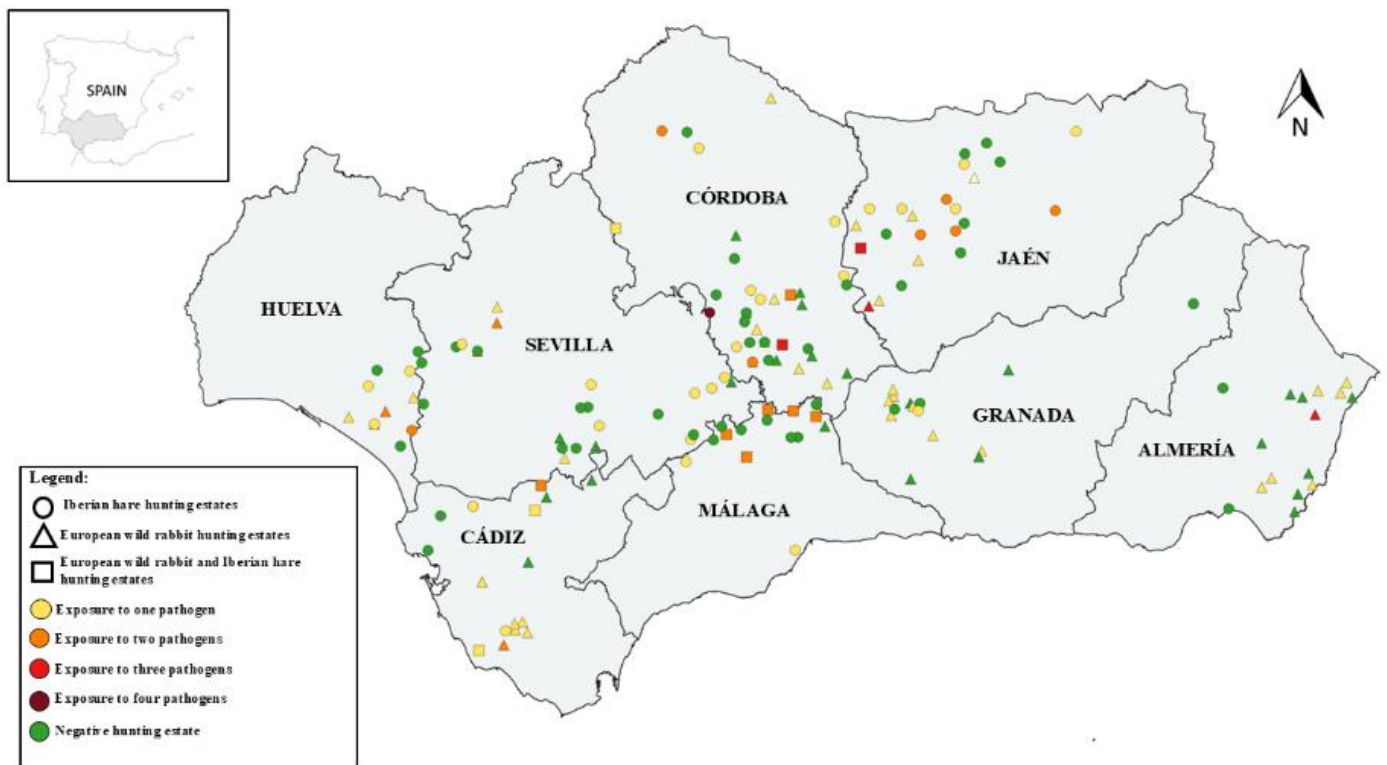 SPAIN
N
CÓRDOBA
JAÉN
HUELVA
SEVILLA
GRANADA
ALMERÍA
MÁLAGA
CÁDIZ
Legend:
Iberian hare hunting estates
European wild rabbit hunting estates
European wild rabbit and Iberian hare
hunting estates
Exposure to one pathogen
Exposure to two pathogens
Exposure to three pathogens
Exposure to four pathogens
Negative hunting estate